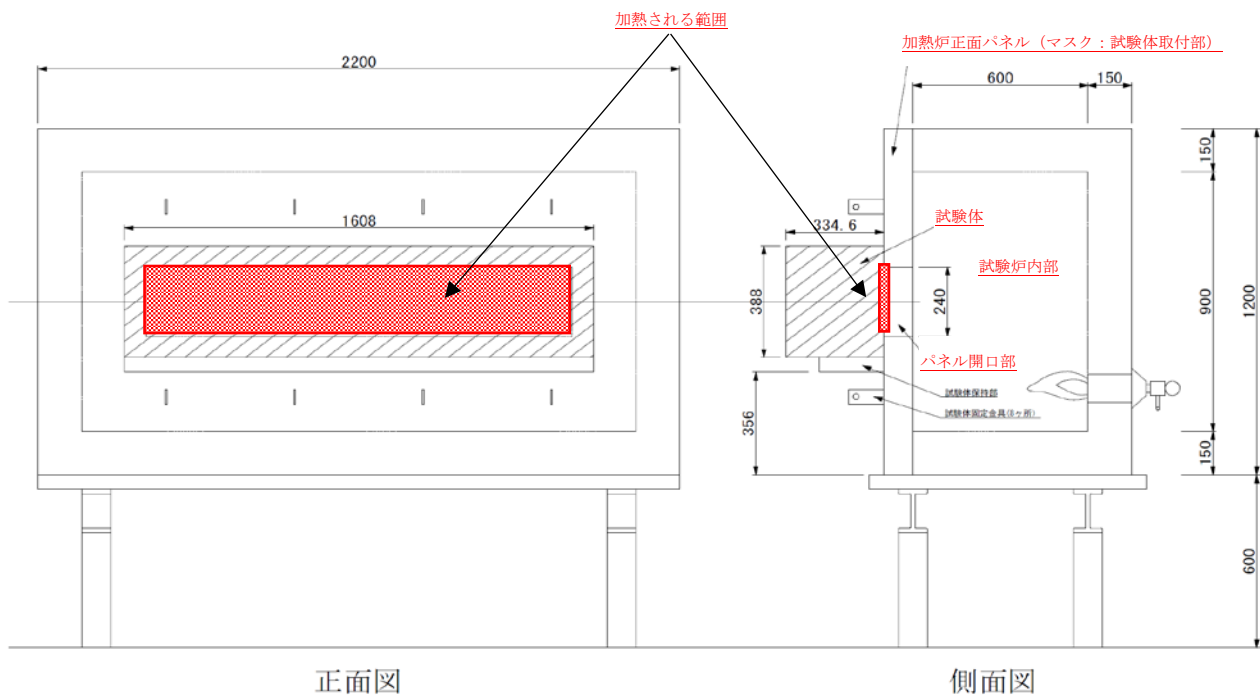 加熱される範囲
加熱炉正面パネル（マスク：試験体取付部）
2200
600
150
150
1608
334.6
試験体
試験炉内部
388
240
900
1200
パネル開口部
試験体保持部
試験体固定金具(8ヶ所)
356
150
600
正面図
側面図